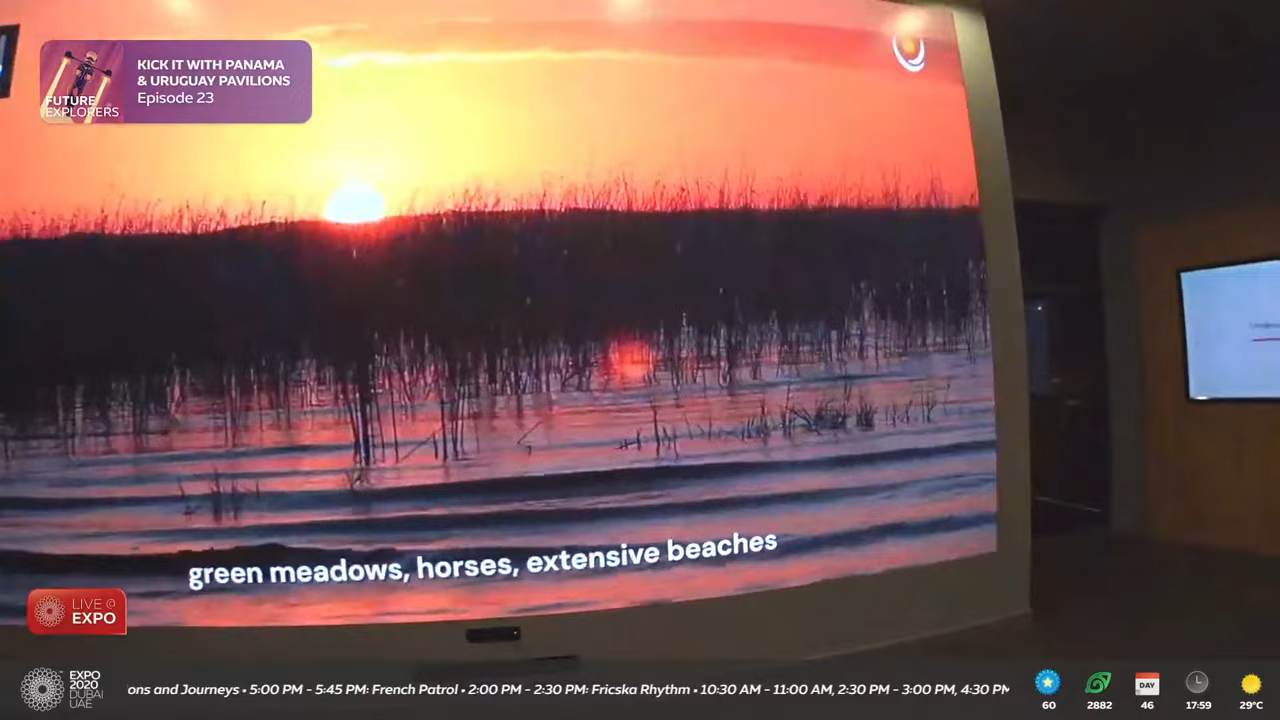 KICK IT WITH PANAMA
& URUGUAY PAVILIONS
Episode 23
FUTURE
EXPLORERS
green meadows, horses, extensive beaches
LIVE @
EXPO
EXPO
2020
DUBAI
UAE
ons and Journeys • 5:00 PM - 5:45 PM: French Patrol • 2:00 PM - 2:30 PM: Fricska Rhythm • 10:30 AM - 11:00 AM, 2:30 PM - 3:00 PM, 4:30 PM
DAY
60
2882
46
17:59
29°C